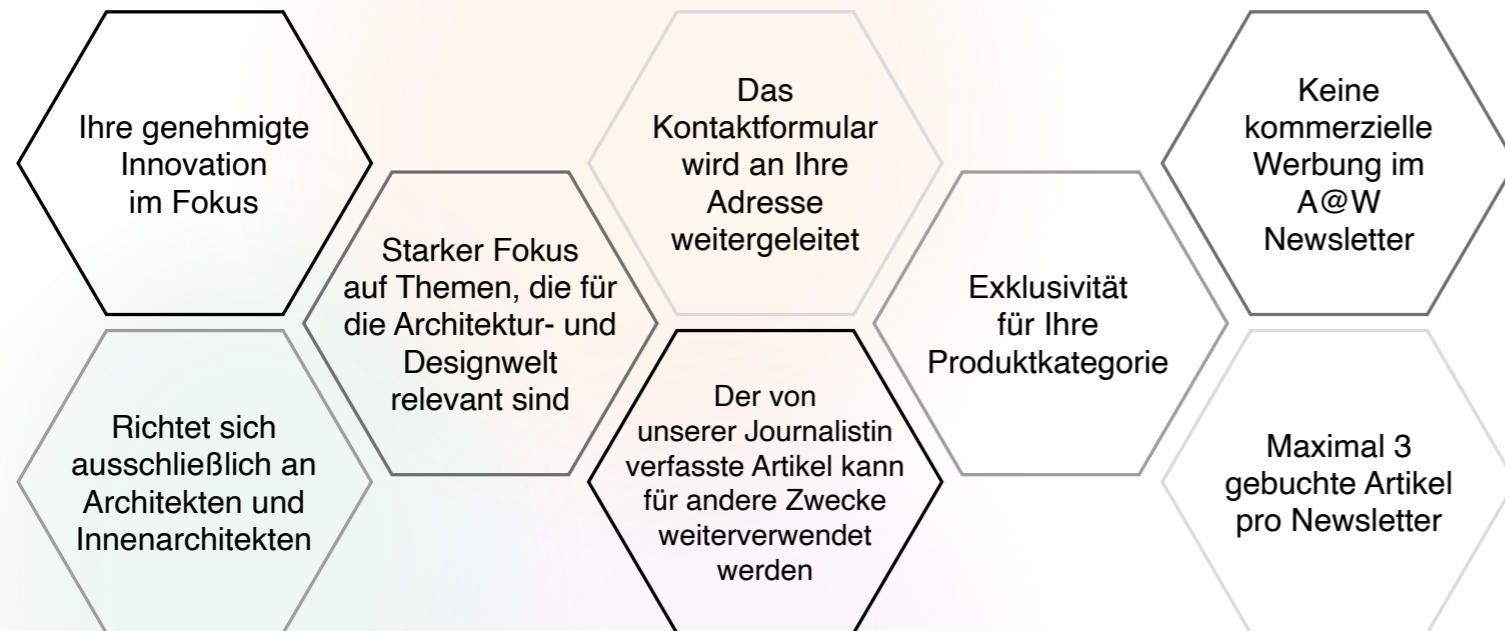 Ihre genehmigte
Innovation
im Fokus
Richtet sich
ausschließlich an
Architekten und
Innenarchitekten
Starker Fokus
auf Themen, die für
die Architektur- und
Designwelt
relevant sind
Das
Kontaktformular
wird an Ihre
Adresse
weitergeleitet
Der von
unserer Journalistin
verfasste Artikel kann
für andere Zwecke
weiterverwendet
werden
Exklusivität
für Ihre
Produktkategorie
Keine
kommerzielle
Werbung im
A@W
Newsletter
Maximal 3
gebuchte Artikel
pro Newsletter